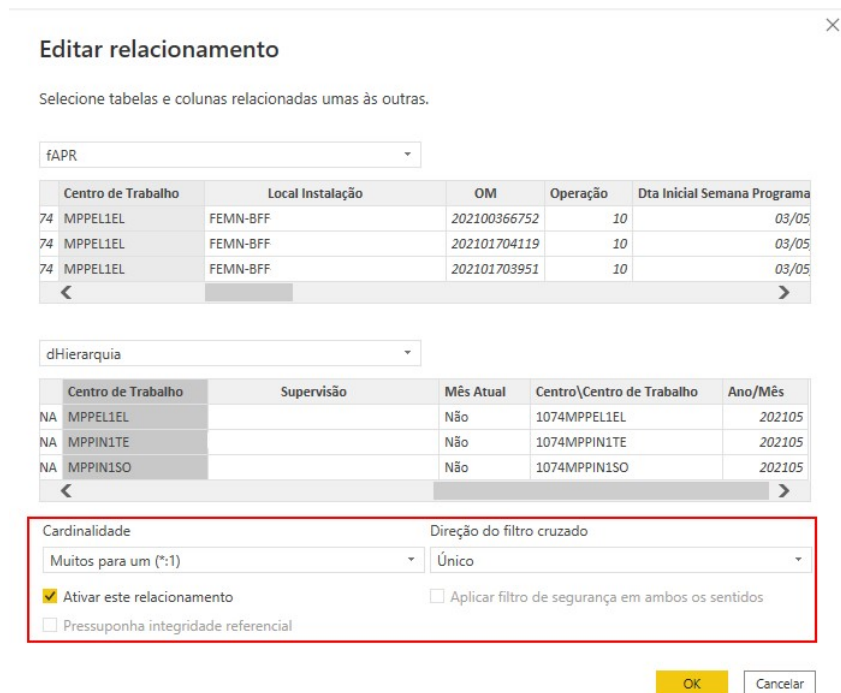 Editar relacionamento
Selecione tabelas e colunas relacionadas umas às outras.
fAPR
Centro de Trabalho Local Instalação OM Operação Dta Inicial Semana Programa
74 MPPEL1EL FEMN-BFF 202100366752 10 03/05
74 MPPEL1EL FEMN-BFF 202101704119 10 03/05
74 MPPEL1EL FEMN-BFF 202101703951 10 03/05
dHierarquia
Centro de Trabalho Supervisão Mês Atual Centro\Centro de Trabalho Ano/Mês
NA MPPEL1EL Não 1074MPPEL1EL 202105
NA MPPIN1TE Não 1074MPPIN1TE 202105
NA MPPIN1SO Não 1074MPPIN1SO 202105
Cardinalidade Direção do filtro cruzado
Muitos para um (*:1) Único
Ativar este relacionamento Aplicar filtro de segurança em ambos os sentidos
Pressuponha integridade referencial
OK Cancelar